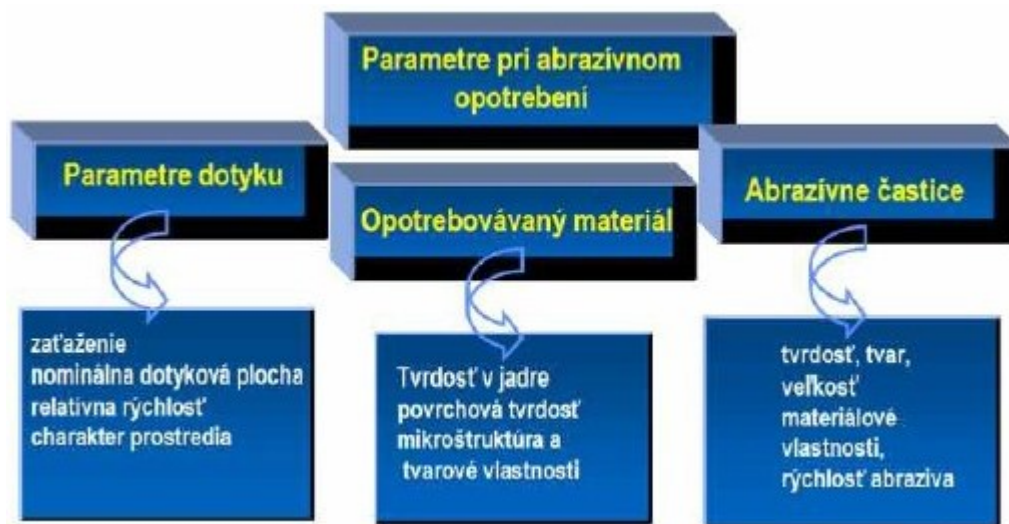 Parametre pri abrazívnom
opotrebení
Parametre dotyku
Opotrebovávaný materiál
Abrazívne častice
zaťaženie
nominálna dotyková plocha
relatívna rýchlosť
charakter prostredia
Tvrdosť v jadre
povrchová tvrdosť
mikroštruktúra a
tvarové vlastnosti
tvrdosť, tvar,
veľkosť
materiálové
vlastnosti,
rýchlosť abraziva